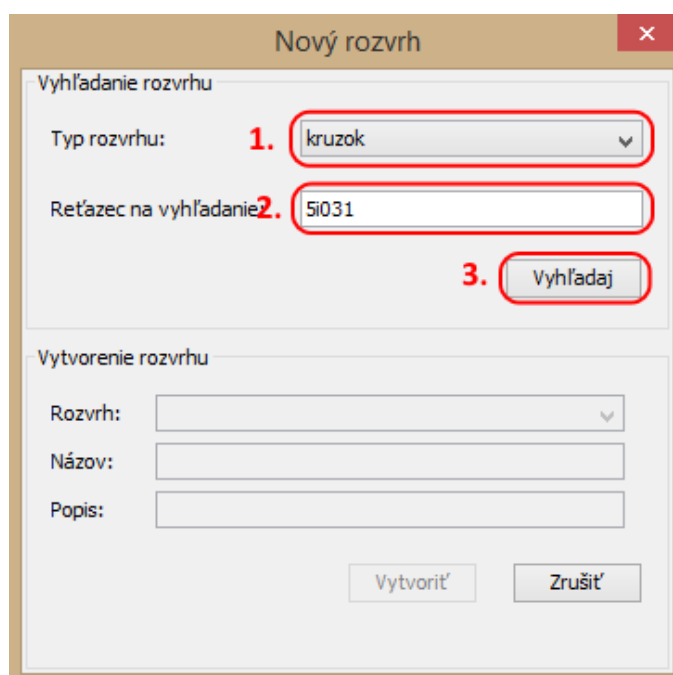 Nový rozvrh
Vyhľadanie rozvrhu
Typ rozvrhu: 1. kruzok
Reťazec na vyhľadanie: 2. 5i031
3. Vyhľadaj
Vytvorenie rozvrhu
Rozvrh:
Názov:
Popis:
Vytvoriť Zrušiť